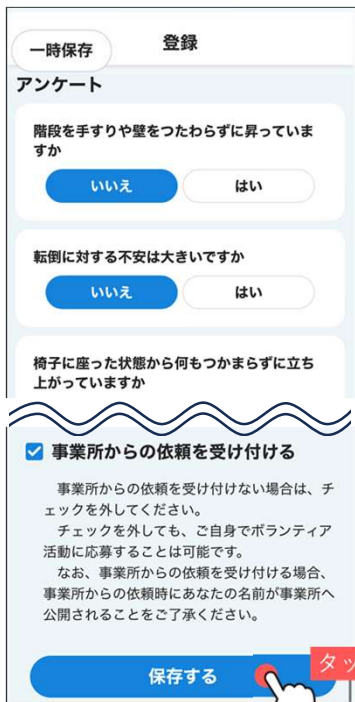 一時保存
登録
アンケート
階段を手すりや壁をつたわらずに昇っていま
すか
いいえ
はい
転倒に対する不安は大きいですか
いいえ
はい
椅子に座った状態から何もつかまらずに立ち
上がっていますか
事業所からの依頼を受け付ける
事業所からの依頼を受け付けない場合は、チ
ェックを外してください。
チェックを外しても、ご自身でボランティア
活動に応募することは可能です。
なお、事業所からの依頼を受け付ける場合、
事業所からの依頼時にあなたの名前が事業所へ
公開されることをご了承ください。
保存する
タッ